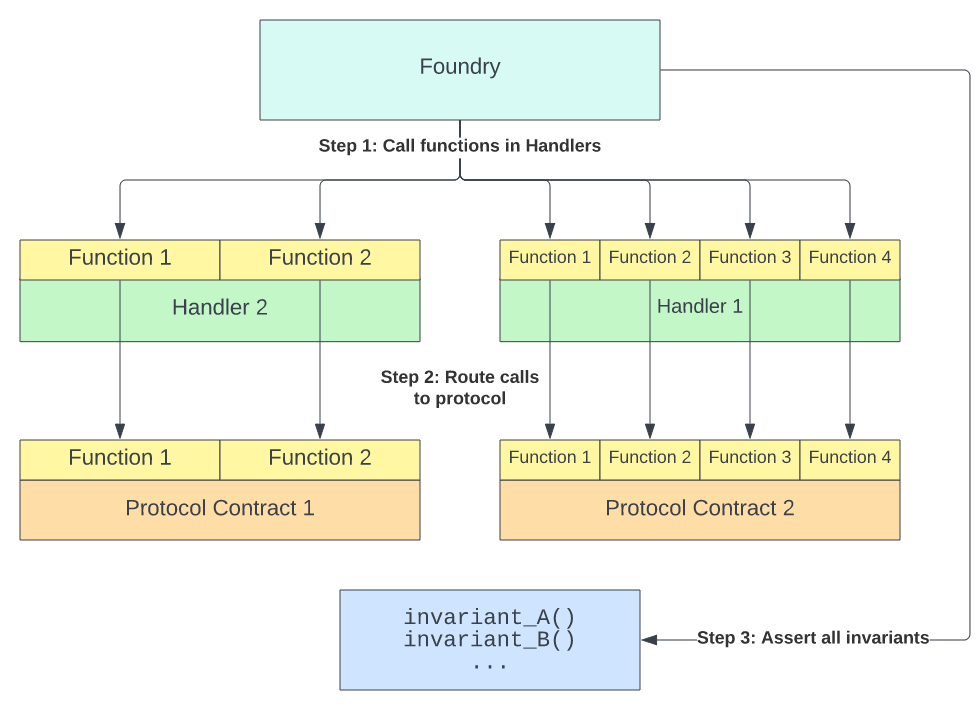 Foundry
Step 1: Call functions in Handlers
Function 1
Function 2
Function 1
Function 2
Function 3
Function 4
Handler 2
Handler 1
Step 2: Route calls
to protocol
Function 1
Function 2
Function 1
Function 2
Function 3
Function 4
Protocol Contract 1
Protocol Contract 2
invariant_A()
invariant_B()
...
Step 3: Assert all invariants